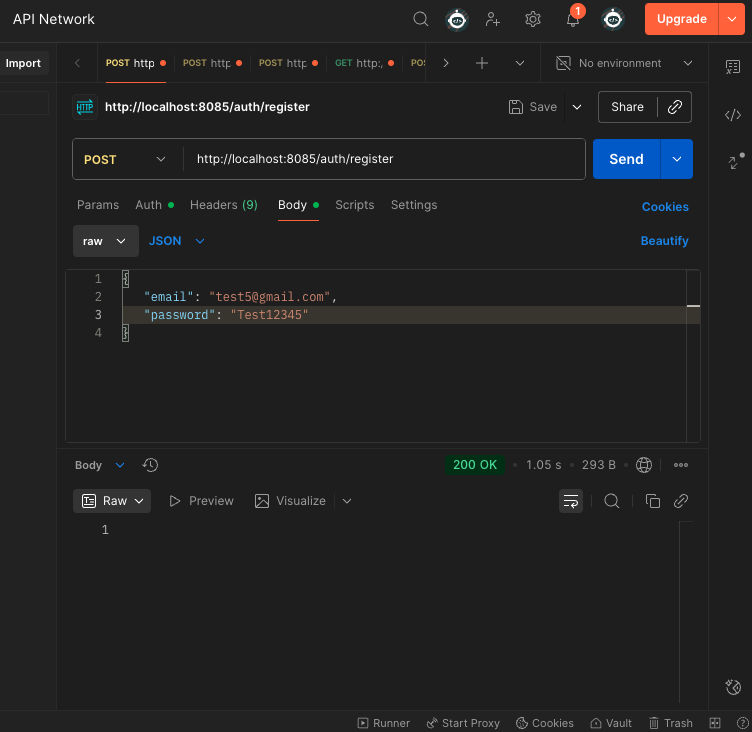 API Network
1
Upgrade
Import
POST http
POST http
POST http
GET http:,
POS
No environment
HTTP
http://localhost:8085/auth/register
Save
Share
POST
http://localhost:8085/auth/register
Send
Params
Auth
Headers (9)
Body
Scripts
Settings
Cookies
raw
JSON
Beautify
1 {
2 "email": "test5@gmail.com",
3 "password": "Test12345"
4 }
Body
200 OK
1.05 s
293 B
Raw
Preview
Visualize
1
Runner
Start Proxy
Cookies
Vault
Trash